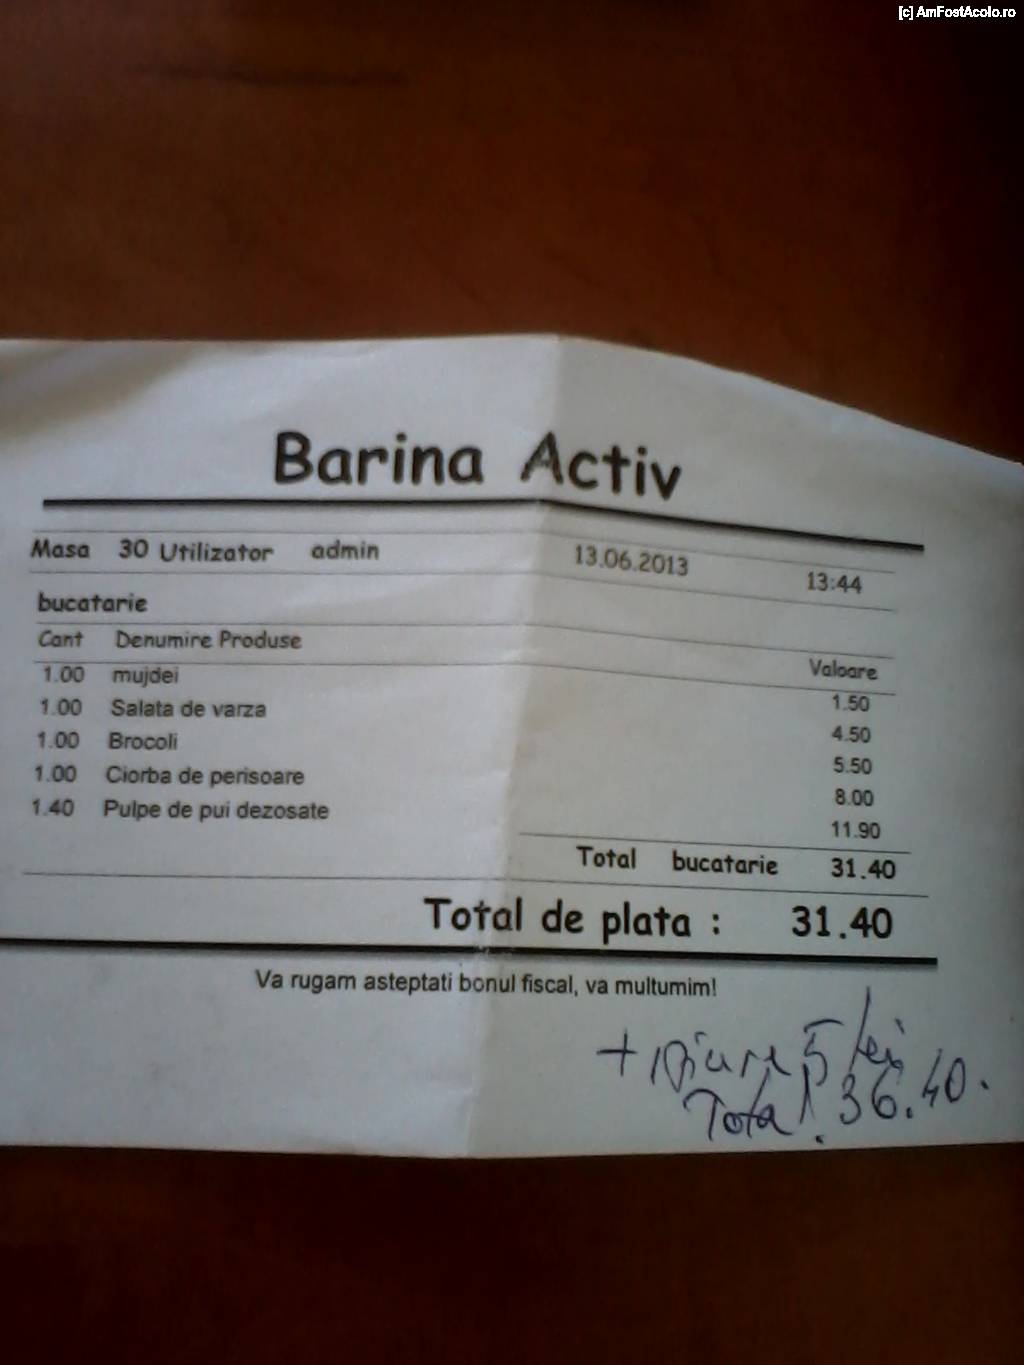 [c] AmFostAcolo.ro
Barina Activ
Masa 30 Utilizator admin 13.06.2013 13:44
bucatarie
Cant Denumire Produse Valoare
1.00 mujdei 1.50
1.00 Salata de varza 4.50
1.00 Brocoli 5.50
1.00 Ciorba de perisoare 8.00
1.40 Pulpe de pui dezosate 11.90
Total bucatarie 31.40
Total de plata : 31.40
Va rugam asteptati bonul fiscal, va multumim!
+ 5 lei
Total. 36.40.